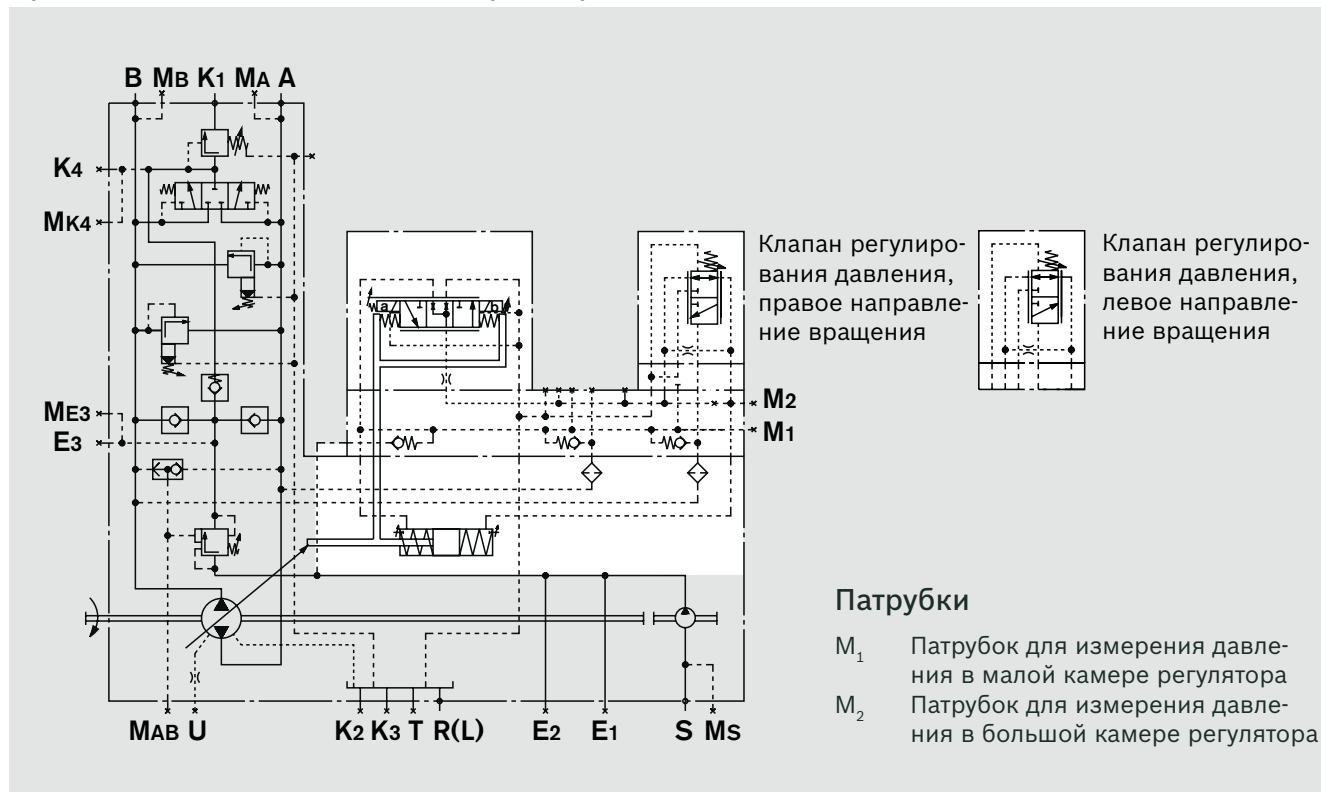 B MB K1 MA A
K4
MK4
ME3
E3
a
b
Клапан регулиро-
вания давления,
правое направле-
ние вращения
Клапан регулиро-
вания давления,
левое направле-
ние вращения
M2
M1
MAB U K2 K3 T R(L) E2 E1 S MS
Патрубки
M1 Патрубок для измерения давле-
ния в малой камере регулятора
M2 Патрубок для измерения давле-
ния в большой камере регулятора